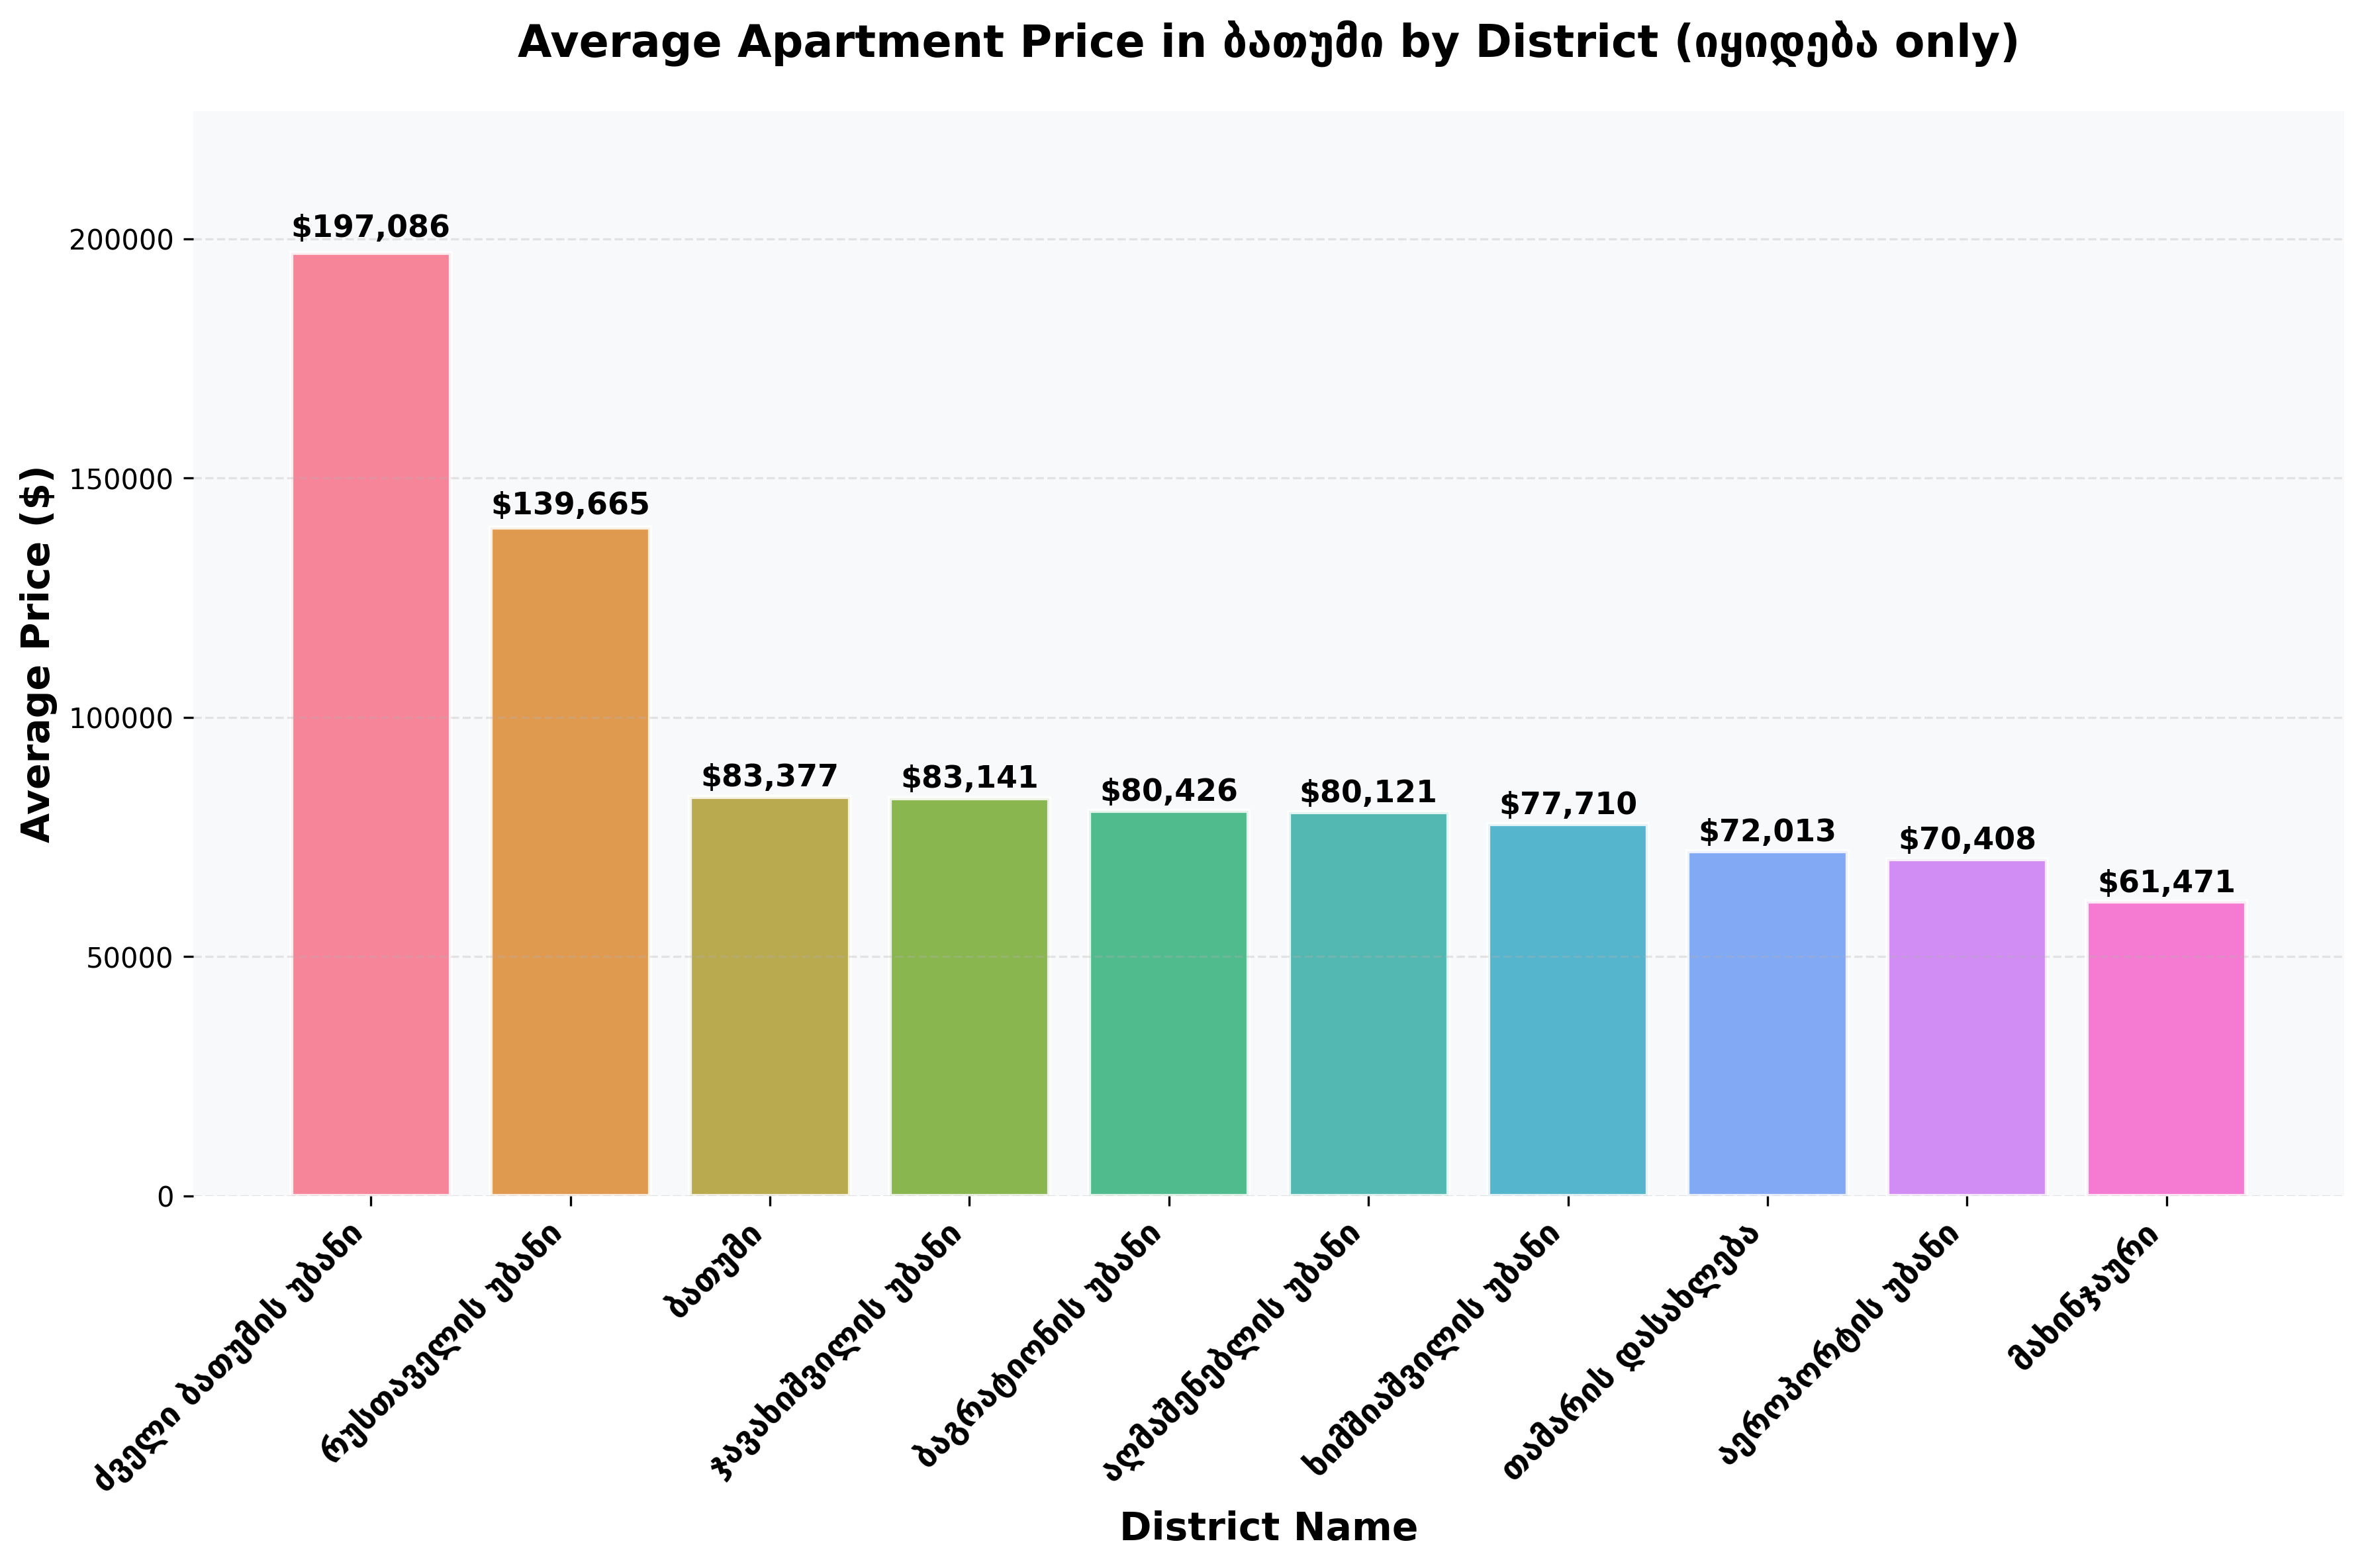 Average Apartment Price in ბათუმი by District (იყიდება only)
Average Price ($)
200000
150000
100000
50000
0
$197,086
$139,665
$83,377
$83,141
$80,426
$80,121
$77,710
$72,013
$70,408
$61,471
ძველი ბათუმის უბანი
რუსთაველის უბანი
ბათუმი
ჯავახიშვილის უბანი
ბაგრატიონის უბანი
აღმაშენებლის უბანი
ხიმშიაშვილის უბანი
თამარის დასახლება
აეროპორტის უბანი
მახინჯაური
District Name